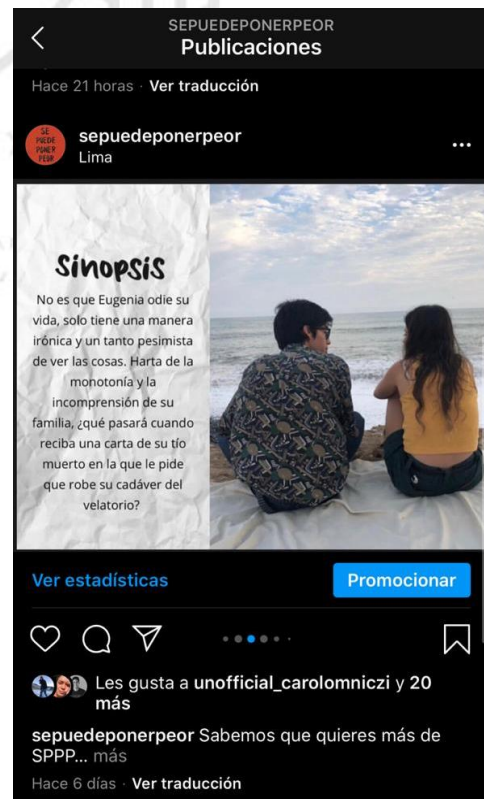 SEPUEDEPONERPEOR
Publicaciones
Hace 21 horas · Ver traducción
SE
PUEDE
PONER
PEOR
sepuedeponerpeor
Lima
Sinopsis
No es que Eugenia odie su
vida, solo tiene una manera
irónica y un tanto pesimista
de ver las cosas. Harta de la
monotonía y la
incomprensión de su
familia, ¿qué pasará cuando
reciba una carta de su tío
muerto en la que le pide
que robe su cadáver del
velatorio?
Ver estadísticas
Promocionar
Les gusta a unofficial_carolomniczi y 20
más
sepuedeponerpeor Sabemos que quieres más de
SPPP... más
Hace 6 días · Ver traducción